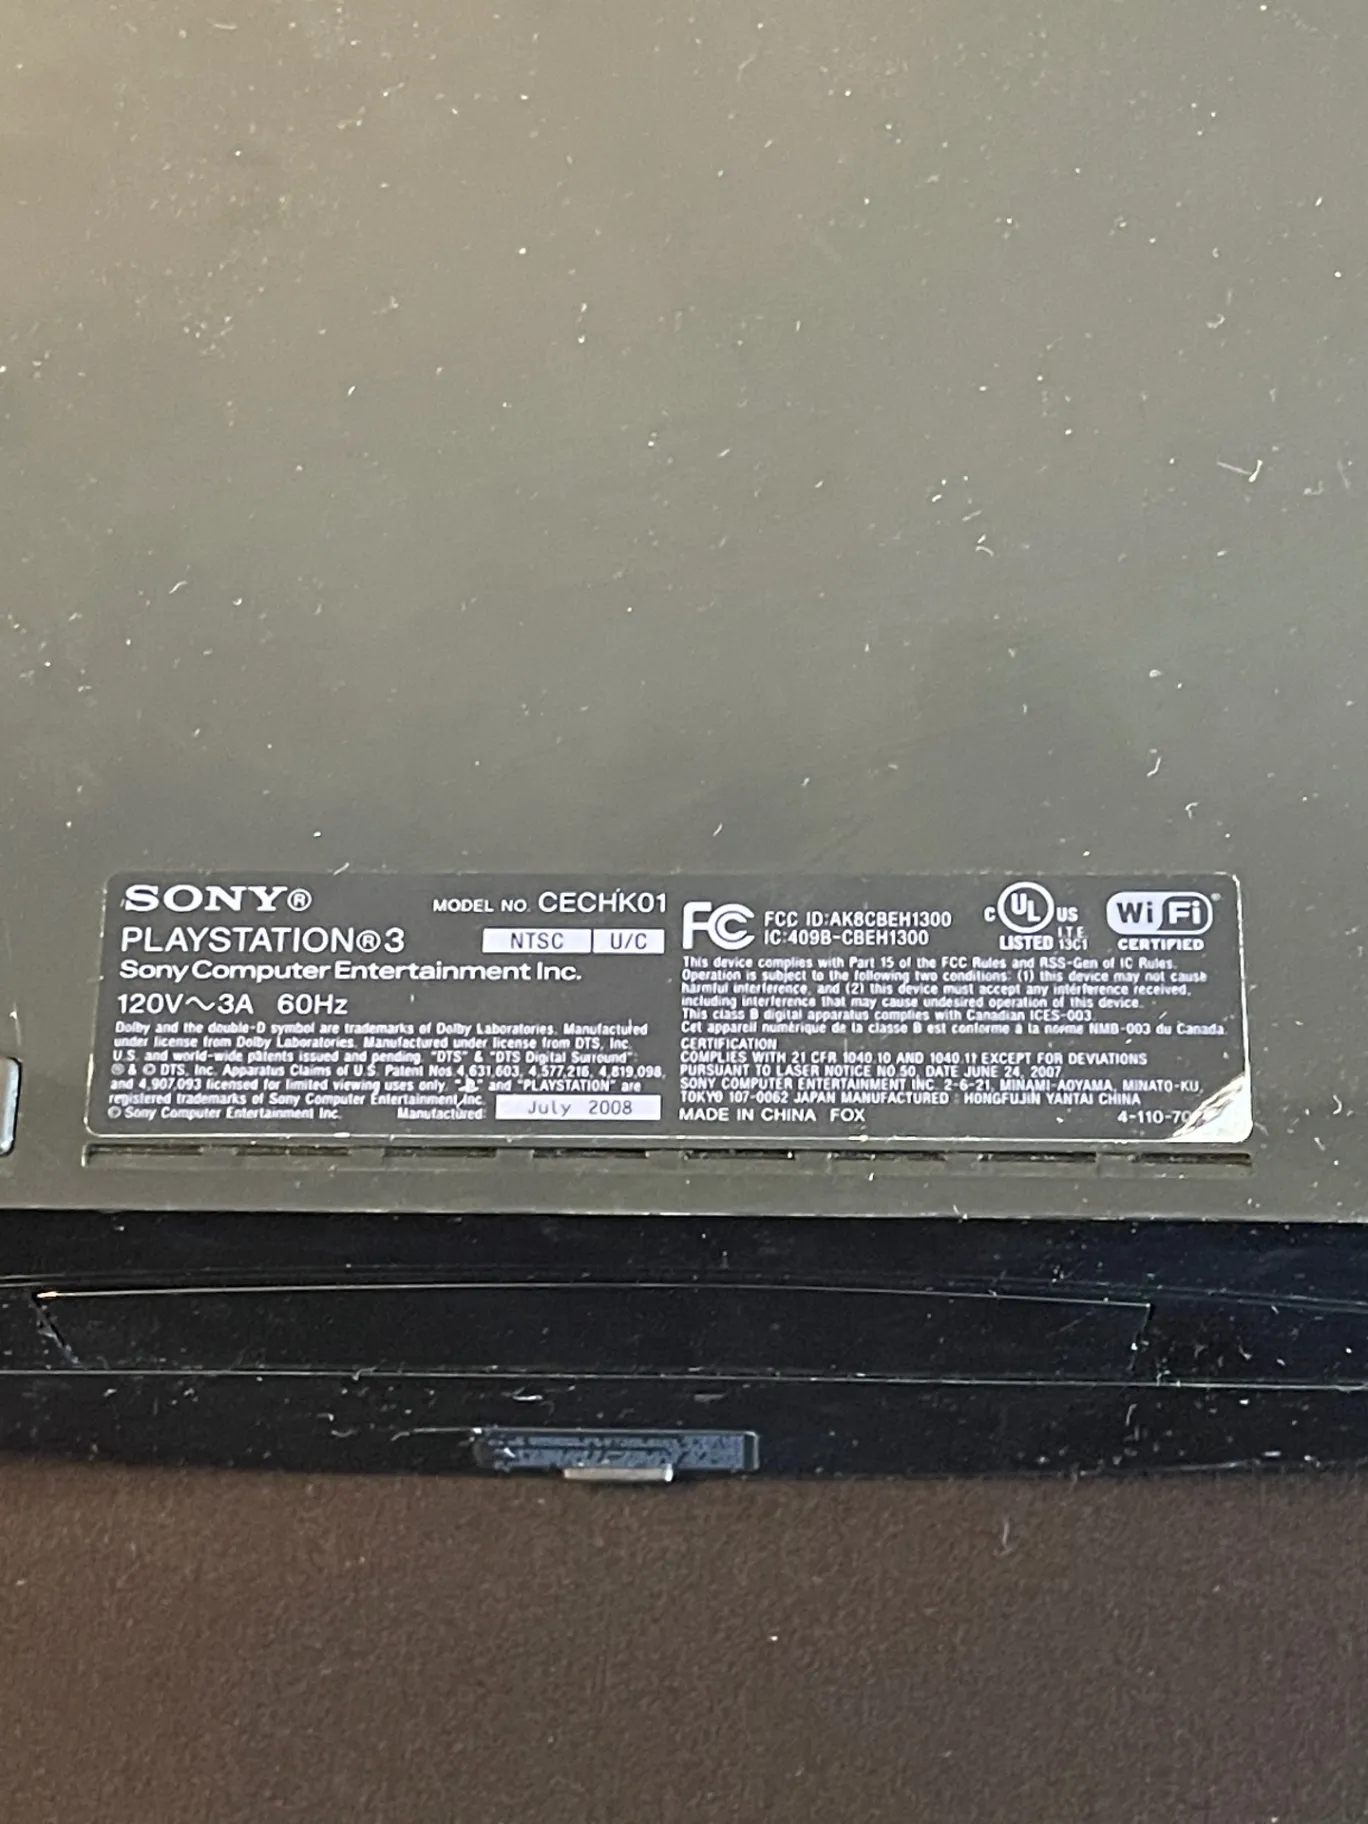 SONY®
MODEL NO. CECHK01
PLAYSTATION®3
NTSC U/C
Sony Computer Entertainment Inc.
120V～3A 60Hz
Dolby and the double-D symbol are trademarks of Dolby Laboratories. Manufactured
under license from Dolby Laboratories. Manufactured under license from DTS, Inc.
U.S. and world-wide patents issued and pending. "DTS" & "DTS Digital Surround"
® & © DTS, Inc. Apparatus Claims of U.S. Patent Nos.4,631,603, 4,577,216, 4,819,098,
and 4,907,093 licensed for limited viewing uses only. " " and "PLAYSTATION" are
registered trademarks of Sony Computer Entertainment Inc.
© Sony Computer Entertainment Inc. Manufactured: July 2008
FC FCC ID:AK8CBEH1300
IC:409B-CBEH1300
C UL US
LISTED I.T.E. 13C1
Wi Fi®
CERTIFIED
This device complies with Part 15 of the FCC Rules and RSS-Gen of IC Rules.
Operation is subject to the following two conditions: (1) this device may not cause
harmful interference, and (2) this device must accept any interference received,
including interference that may cause undesired operation of this device.
This class B digital apparatus complies with Canadian ICES-003.
Cet appareil numérique de la classe B est conforme à la norme NMB-003 du Canada.
CERTIFICATION
COMPLIES WITH 21 CFR 1040.10 AND 1040.11 EXCEPT FOR DEVIATIONS
PURSUANT TO LASER NOTICE NO.50, DATE JUNE 24, 2007
SONY COMPUTER ENTERTAINMENT INC. 2-6-21, MINAMI-AOYAMA, MINATO-KU,
TOKYO 107-0062 JAPAN MANUFACTURED : HONGFUJIN YANTAI CHINA
MADE IN CHINA FOX
4-110-70